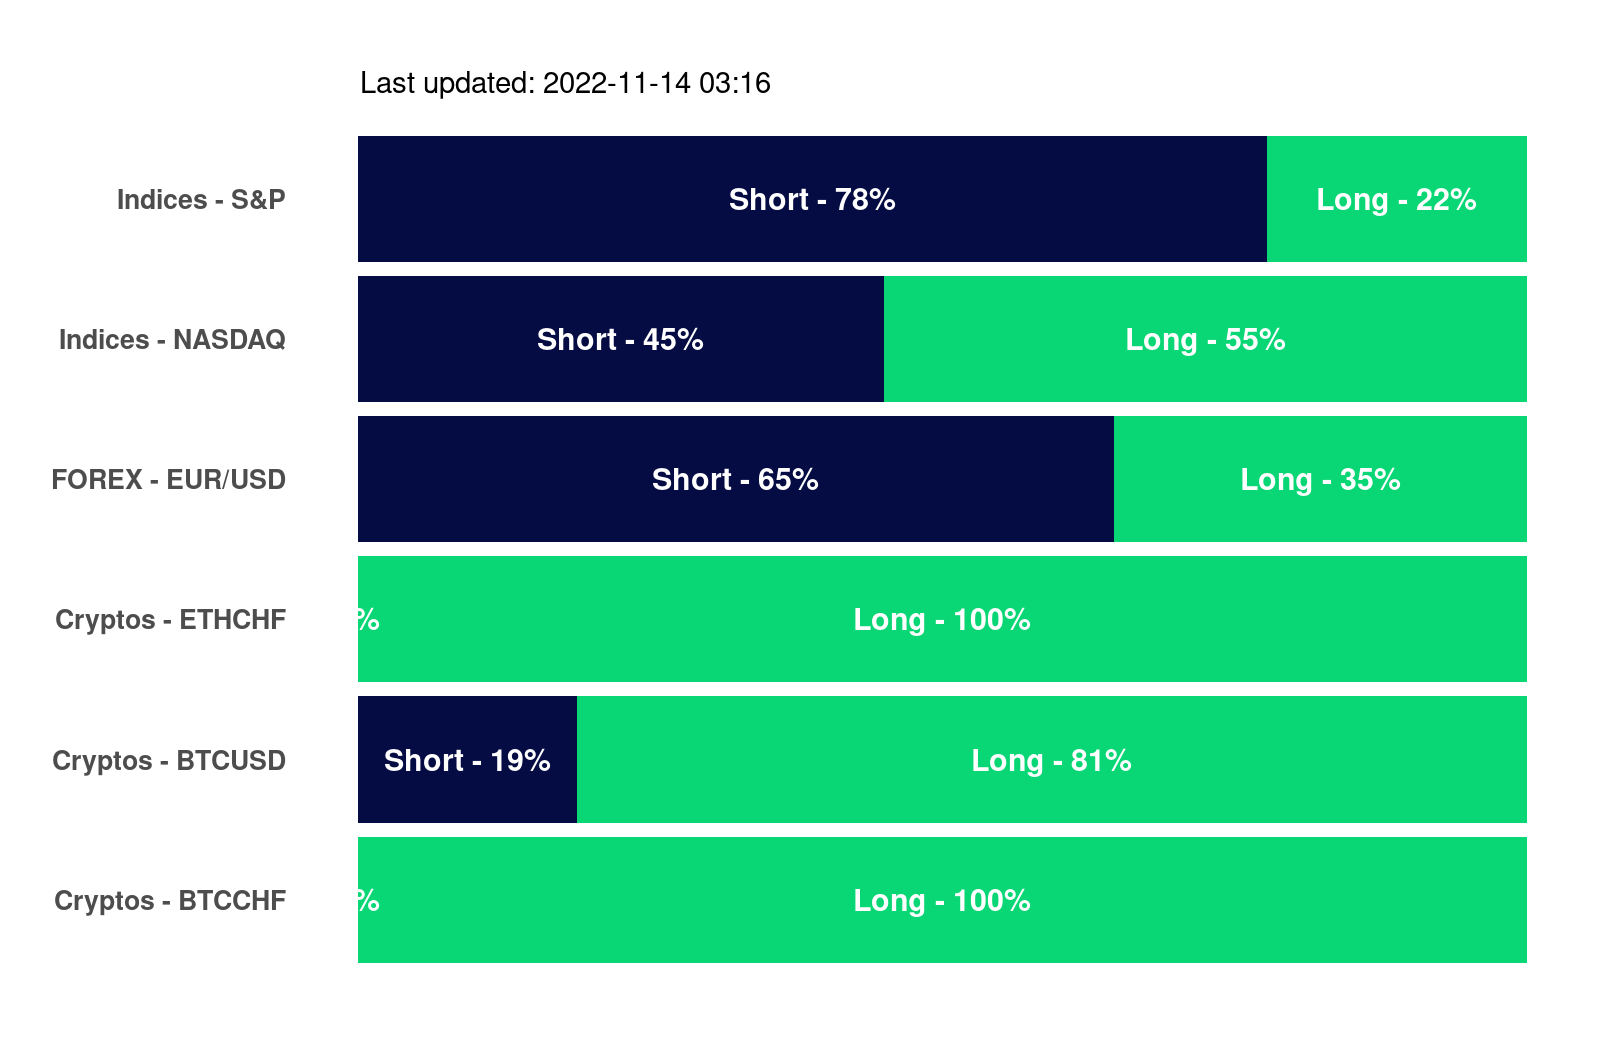 Last updated: 2022-11-14 03:16
Indices - S&P
Short - 78%
Long - 22%
Indices - NASDAQ
Short - 45%
Long - 55%
FOREX - EUR/USD
Short - 65%
Long - 35%
Cryptos - ETHCHF
%
Long - 100%
Cryptos - BTCUSD
Short - 19%
Long - 81%
Cryptos - BTCCHF
%
Long - 100%